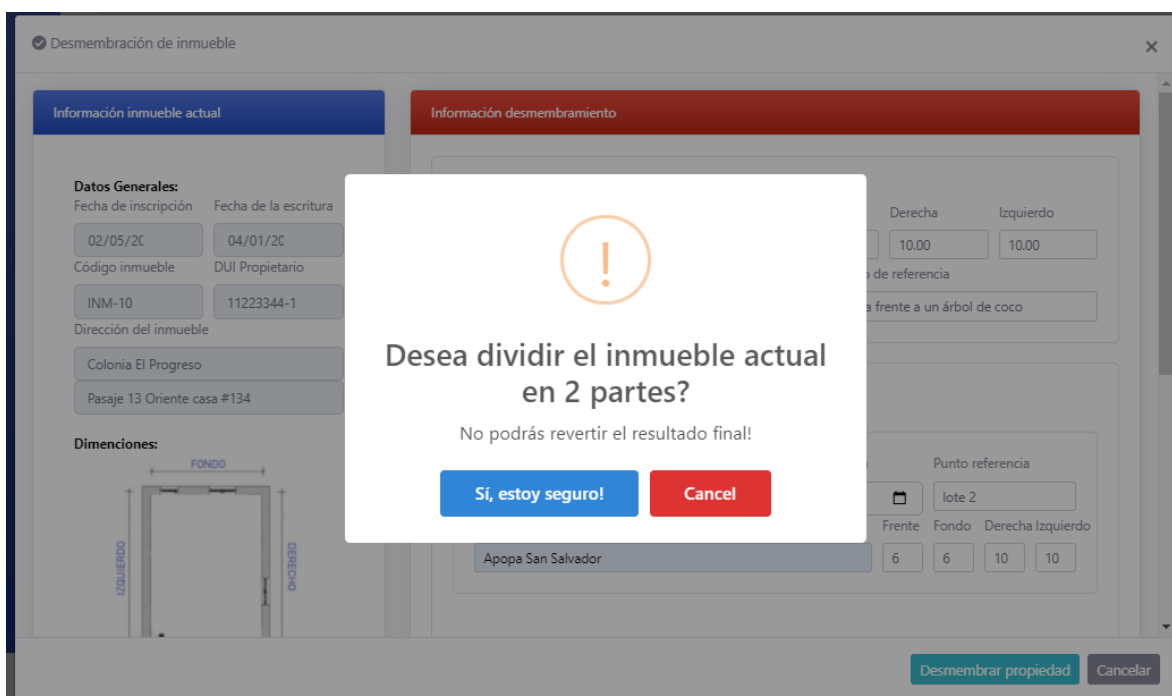 Desmembración de inmueble
×
Información inmueble actual
Información desmembramiento
Datos Generales:
Fecha de inscripción Fecha de la escritura
02/05/20 04/01/20
Código inmueble DUI Propietario
INM-10 11223344-1
Dirección del inmueble
Colonia El Progreso
Pasaje 13 Oriente casa #134
Dimenciones:
FONDO
IZQUIERDO
DERECHO
Derecha Izquierdo
10.00 10.00
de referencia
frente a un árbol de coco
!
Desea dividir el inmueble actual
en 2 partes?
No podrás revertir el resultado final!
Sí, estoy seguro! Cancel
Punto referencia
lote 2
Frente Fondo Derecha Izquierdo
Apopa San Salvador 6 6 10 10
Desmembrar propiedad Cancelar